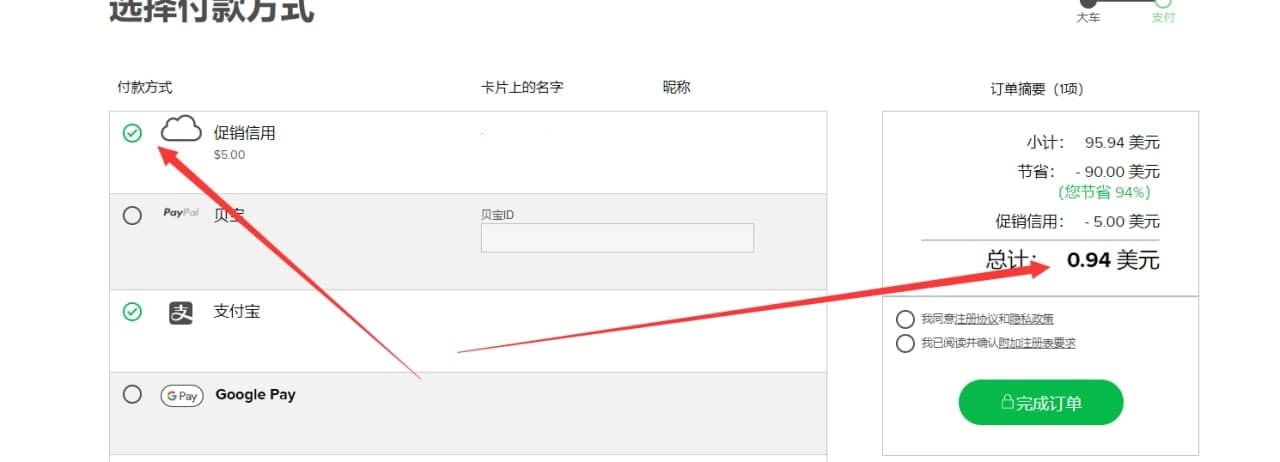 选择付款方式
大车
支付
付款方式
卡片上的名字
昵称
促销信用
$5.00
PayPal
贝宝
贝宝ID
支
支付宝
G Pay
Google Pay
订单摘要（1项）
小计： 95.94 美元
节省： - 90.00 美元
(您节省 94%)
促销信用： - 5.00 美元
总计： 0.94 美元
我同意注册协议和隐私政策
我已阅读并确认附加注册表要求
完成订单